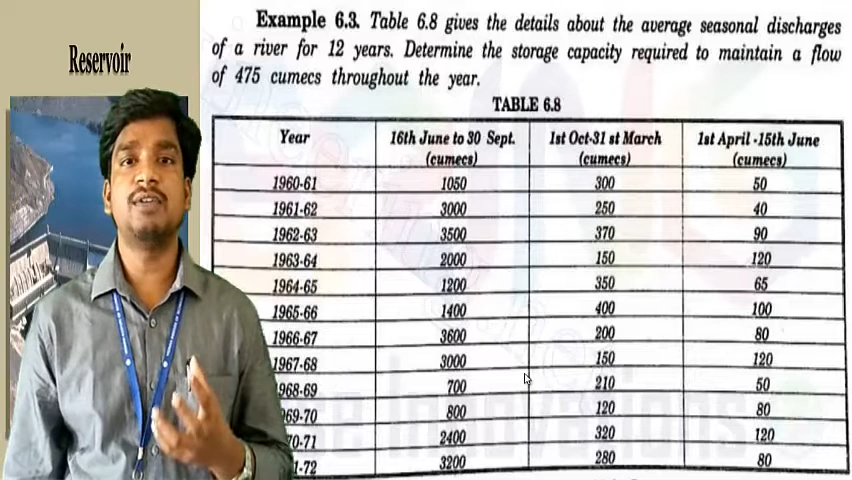 Reservoir
Example 6.3. Table 6.8 gives the details about the average seasonal discharges
of a river for 12 years. Determine the storage capacity required to maintain a flow
of 475 cumecs throughout the year.
TABLE 6.8
Year 16th June to 30 Sept. (cumecs) 1st Oct-31 st March (cumecs) 1st April -15th June (cumecs)
1960-61 1050 300 50
1961-62 3000 250 40
1962-63 3500 370 90
1963-64 2000 150 120
1964-65 1200 350 65
1965-66 1400 400 100
1966-67 3600 200 80
1967-68 3000 150 120
968-69 700 210 50
969-70 800 120 80
70-71 2400 320 120
1-72 3200 280 80